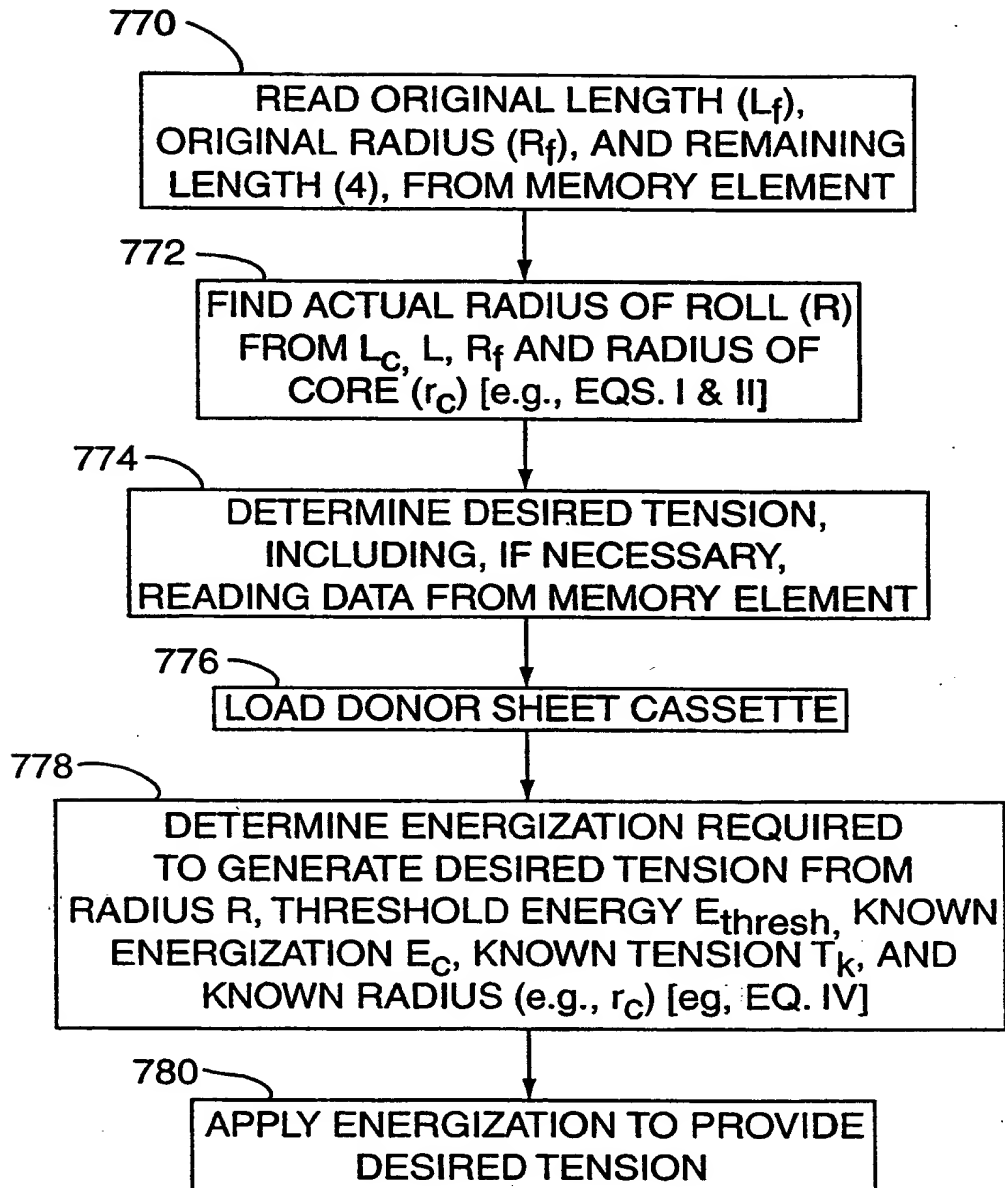 770
READ ORIGINAL LENGTH (Lf),
ORIGINAL RADIUS (Rf), AND REMAINING
LENGTH (4), FROM MEMORY ELEMENT
772
FIND ACTUAL RADIUS OF ROLL (R)
FROM Lc, L, Rf AND RADIUS OF
CORE (rc) [e.g., EQS. I & II]
774
DETERMINE DESIRED TENSION,
INCLUDING, IF NECESSARY,
READING DATA FROM MEMORY ELEMENT
776
LOAD DONOR SHEET CASSETTE
778
DETERMINE ENERGIZATION REQUIRED
TO GENERATE DESIRED TENSION FROM
RADIUS R, THRESHOLD ENERGY Ethresh, KNOWN
ENERGIZATION Ec, KNOWN TENSION Tk, AND
KNOWN RADIUS (e.g., rc) [eg, EQ. IV]
780
APPLY ENERGIZATION TO PROVIDE
DESIRED TENSION